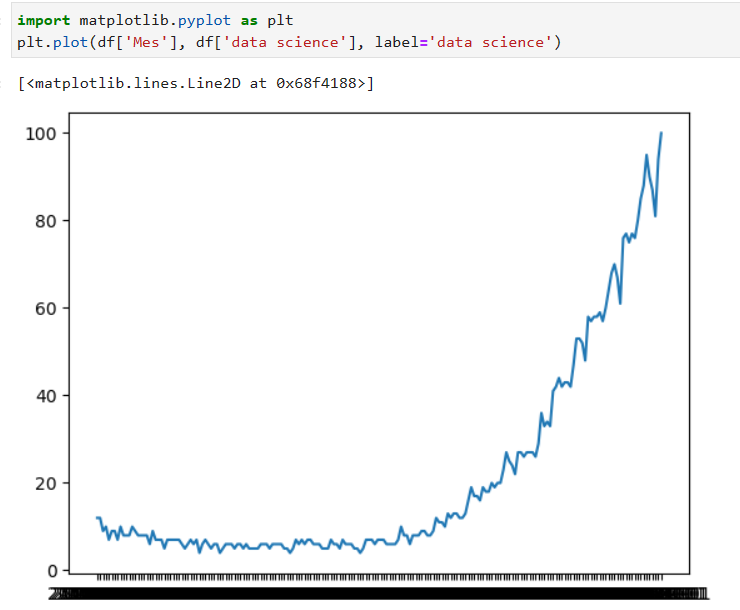 import matplotlib.pyplot as plt
plt.plot(df['Mes'], df['data science'], label='data science')
[<matplotlib.lines.Line2D at 0x68f4188>]
100
80
60
40
20
0